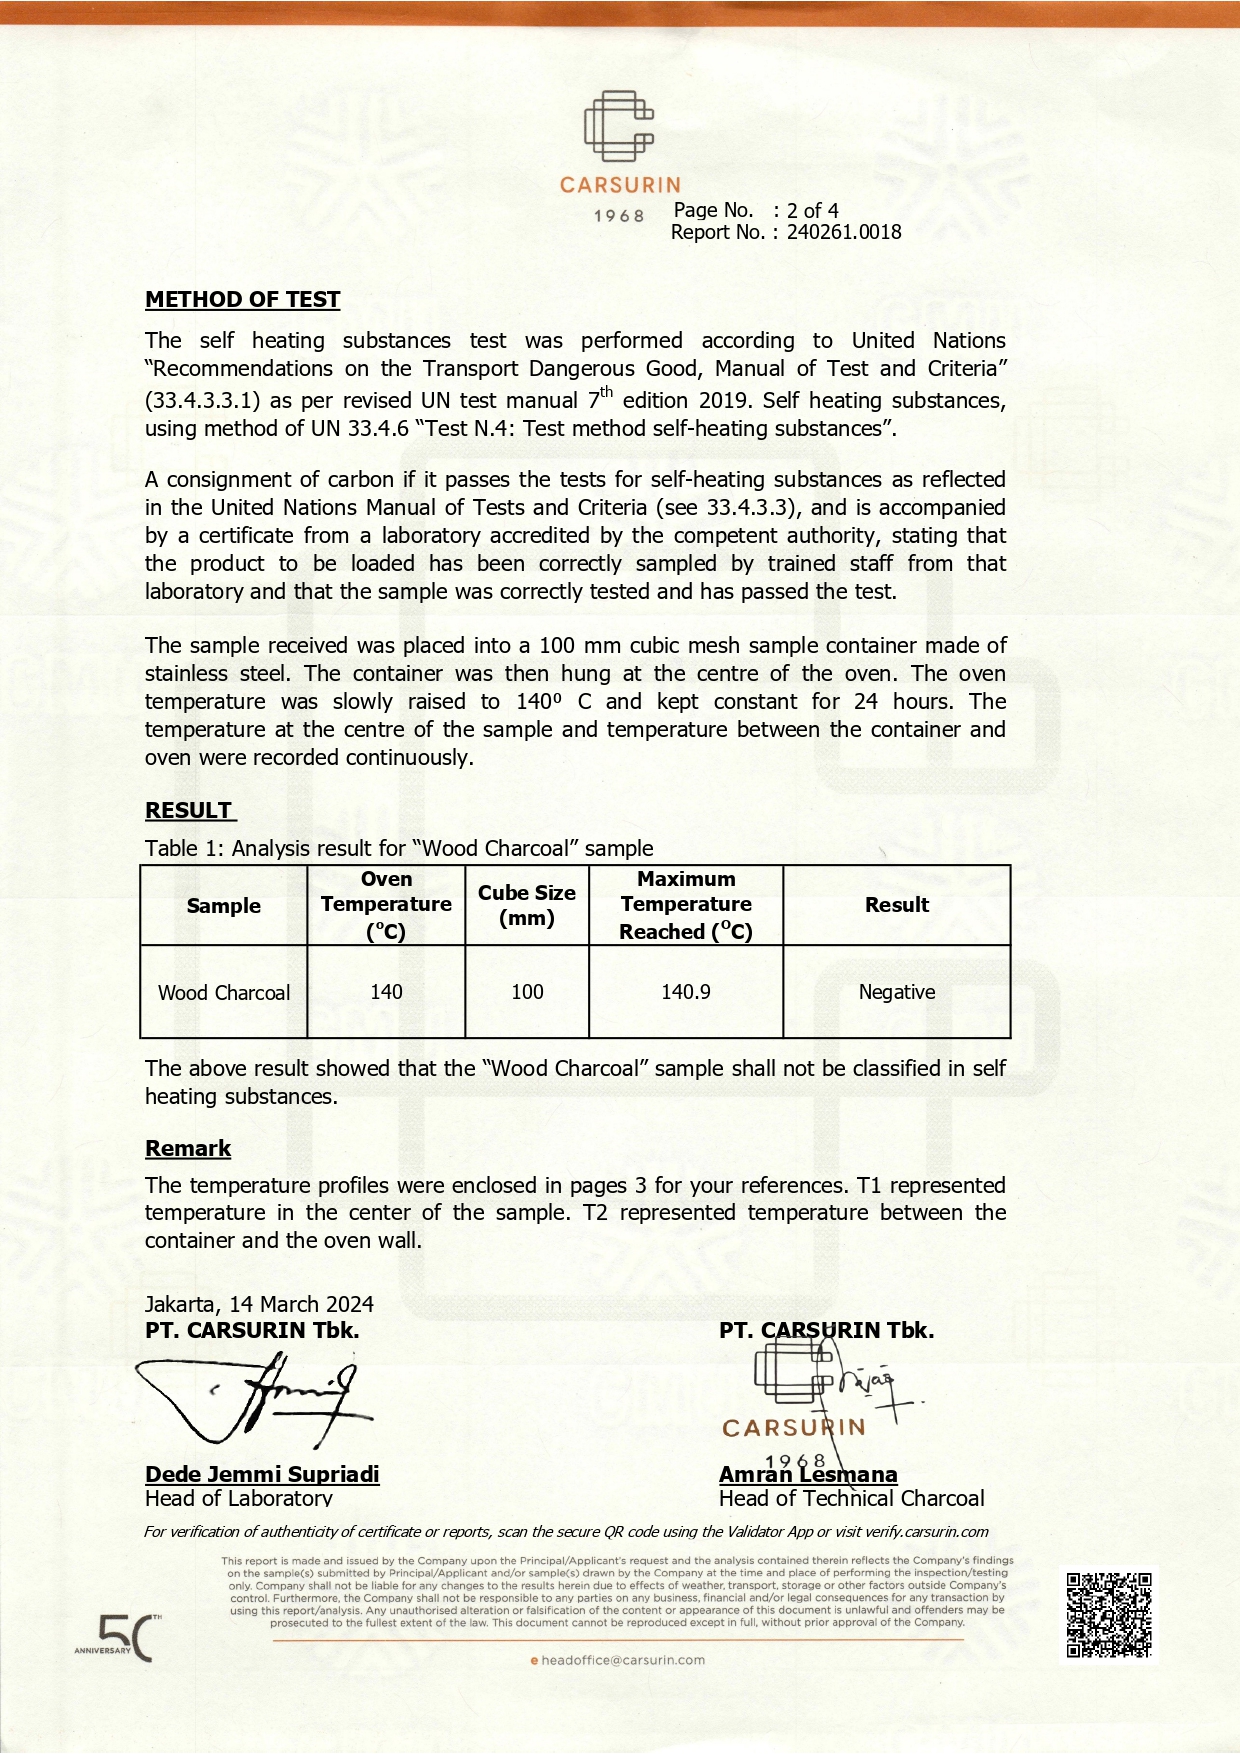 CARSURIN
1968
Page No. : 2 of 4
Report No. : 240261.0018
METHOD OF TEST
The self heating substances test was performed according to United Nations
“Recommendations on the Transport Dangerous Good, Manual of Test and Criteria”
(33.4.3.3.1) as per revised UN test manual 7th edition 2019. Self heating substances,
using method of UN 33.4.6 “Test N.4: Test method self-heating substances”.
A consignment of carbon if it passes the tests for self-heating substances as reflected
in the United Nations Manual of Tests and Criteria (see 33.4.3.3), and is accompanied
by a certificate from a laboratory accredited by the competent authority, stating that
the product to be loaded has been correctly sampled by trained staff from that
laboratory and that the sample was correctly tested and has passed the test.
The sample received was placed into a 100 mm cubic mesh sample container made of
stainless steel. The container was then hung at the centre of the oven. The oven
temperature was slowly raised to 140º C and kept constant for 24 hours. The
temperature at the centre of the sample and temperature between the container and
oven were recorded continuously.
RESULT
Table 1: Analysis result for “Wood Charcoal” sample
Sample Oven Temperature (°C) Cube Size (mm) Maximum Temperature Reached (°C) Result
Wood Charcoal 140 100 140.9 Negative
The above result showed that the “Wood Charcoal” sample shall not be classified in self
heating substances.
Remark
The temperature profiles were enclosed in pages 3 for your references. T1 represented
temperature in the center of the sample. T2 represented temperature between the
container and the oven wall.
Jakarta, 14 March 2024
PT. CARSURIN Tbk. PT. CARSURIN Tbk.
CARSURIN
1968
Dede Jemmi Supriadi Amran Lesmana
Head of Laboratory Head of Technical Charcoal
For verification of authenticity of certificate or reports, scan the secure QR code using the Validator App or visit verify.carsurin.com
This report is made and issued by the Company upon the Principal/Applicant's request and the analysis contained therein reflects the Company's findings
on the sample(s) submitted by Principal/Applicant and/or sample(s) drawn by the Company at the time and place of performing the inspection/testing
only. Company shall not be liable for any changes to the results herein due to effects of weather, transport, storage or other factors outside Company's
control. Furthermore, the Company shall not be responsible to any parties on any business, financial and/or legal consequences for any transaction by
using this report/analysis. Any unauthorised alteration or falsification of the content or appearance of this document is unlawful and offenders may be
prosecuted to the fullest extent of the law. This document cannot be reproduced except in full, without prior approval of the Company.
50TH
ANNIVERSARY
e headoffice@carsurin.com